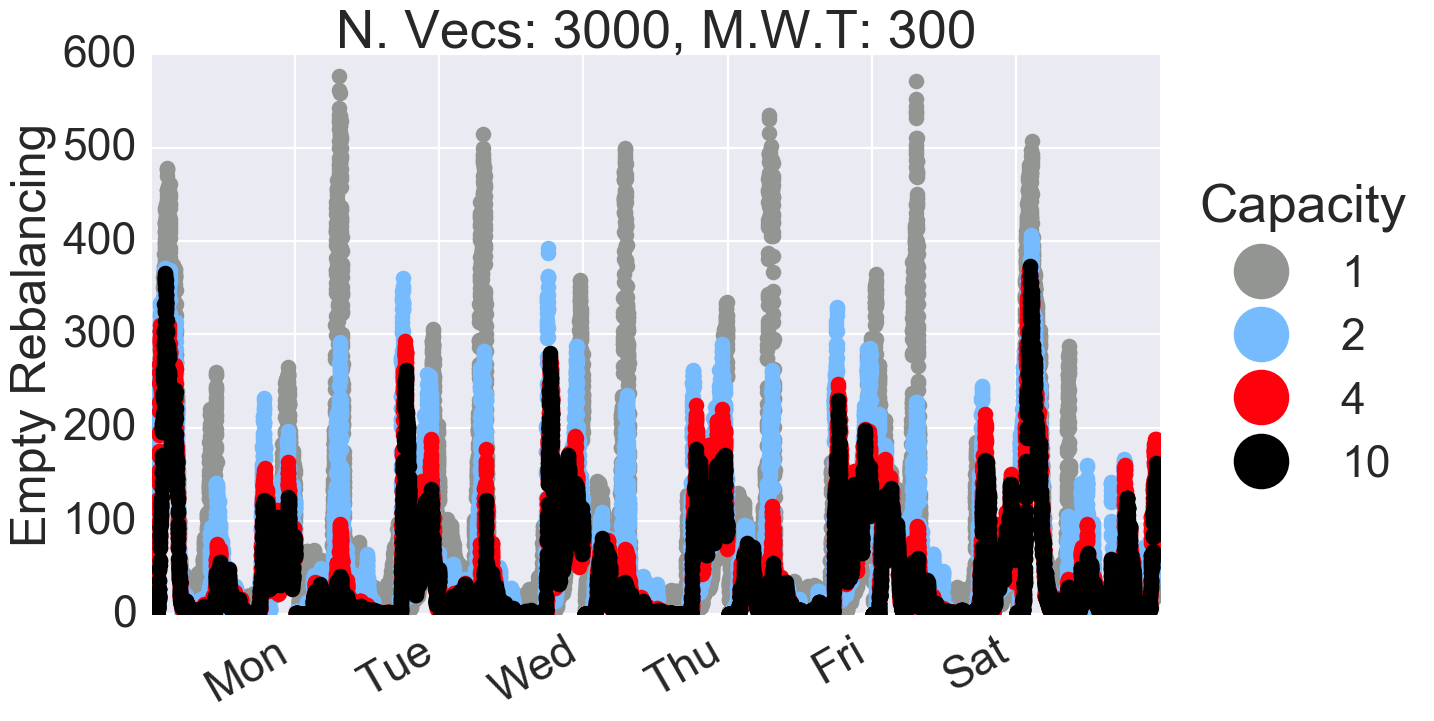 N. Vecs: 3000, M.W.T: 300
600
500
400
300
200
100
0
Empty Rebalancing
Mon
Tue
Wed
Thu
Fri
Sat
Capacity
1
2
4
10